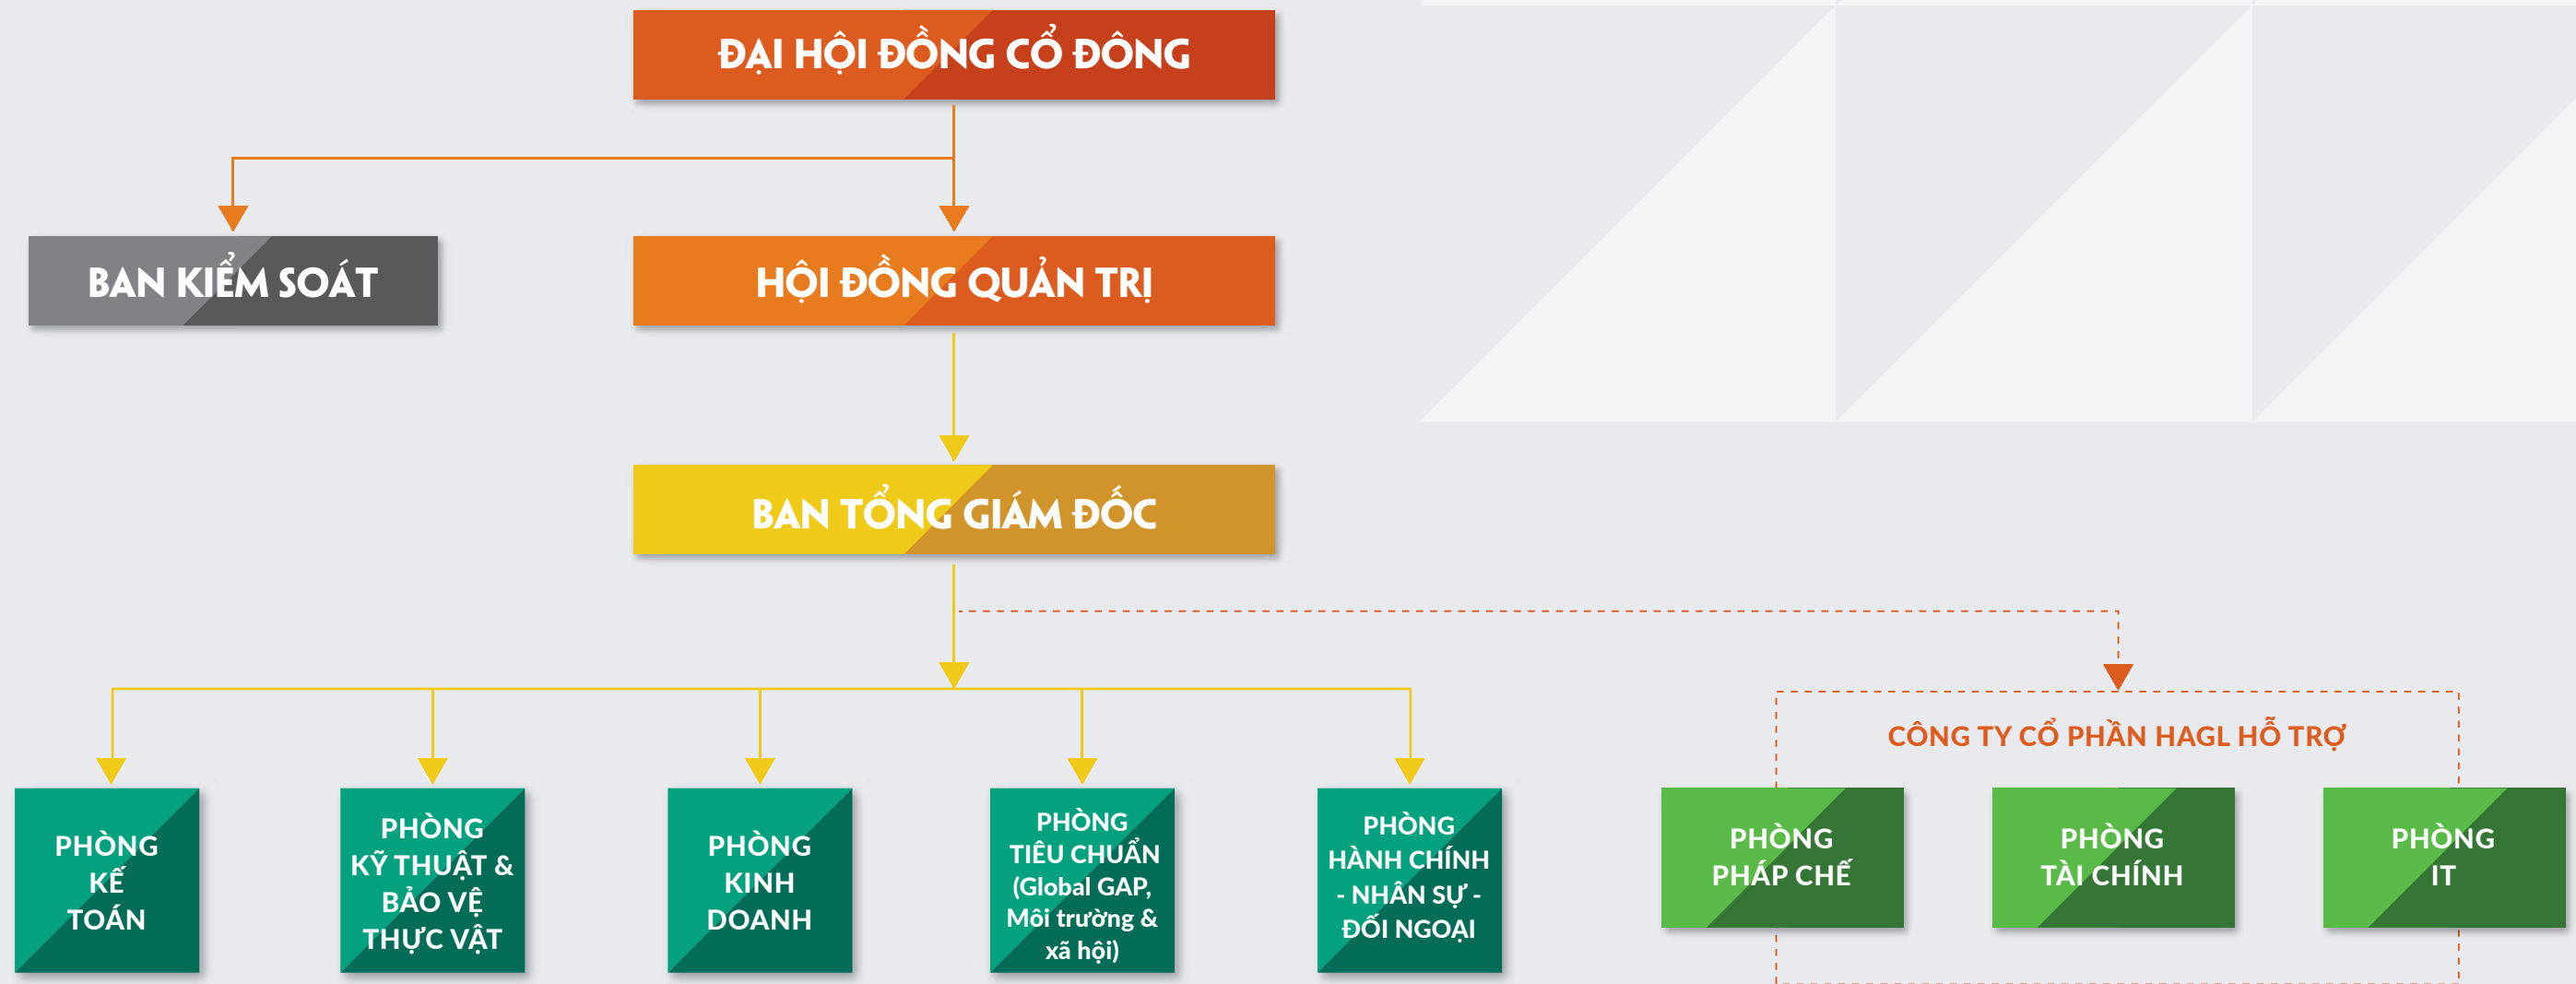 ĐẠI HỘI ĐỒNG CỔ ĐÔNG
BAN KIỂM SOÁT
HỘI ĐỒNG QUẢN TRỊ
BAN TỔNG GIÁM ĐỐC
CÔNG TY CỔ PHẦN HAGL HỖ TRỢ
PHÒNG
KẾ
TOÁN
PHÒNG
KỸ THUẬT &
BẢO VỆ
THỰC VẬT
PHÒNG
KINH
DOANH
PHÒNG
TIÊU CHUẨN
(Global GAP,
Môi trường &
xã hội)
PHÒNG
HÀNH CHÍNH
- NHÂN SỰ -
ĐỐI NGOẠI
PHÒNG
PHÁP CHẾ
PHÒNG
TÀI CHÍNH
PHÒNG
IT